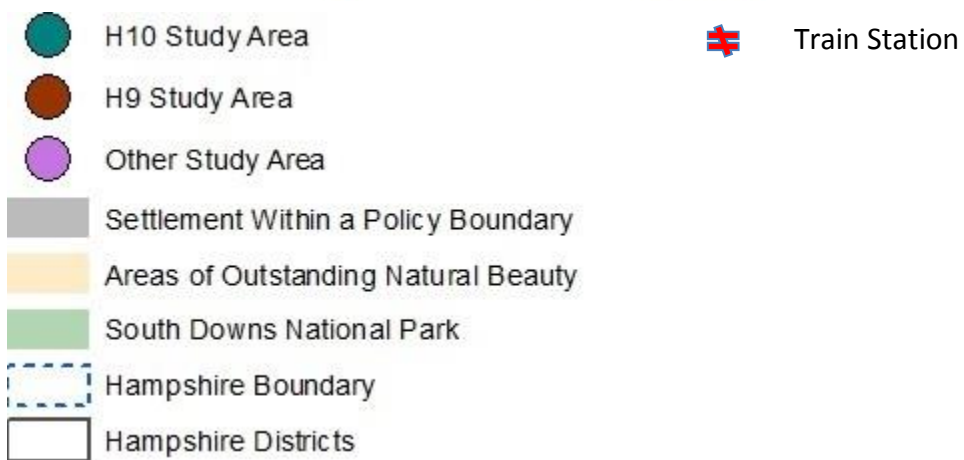 H10 Study Area
Train Station
H9 Study Area
Other Study Area
Settlement Within a Policy Boundary
Areas of Outstanding Natural Beauty
South Downs National Park
Hampshire Boundary
Hampshire Districts